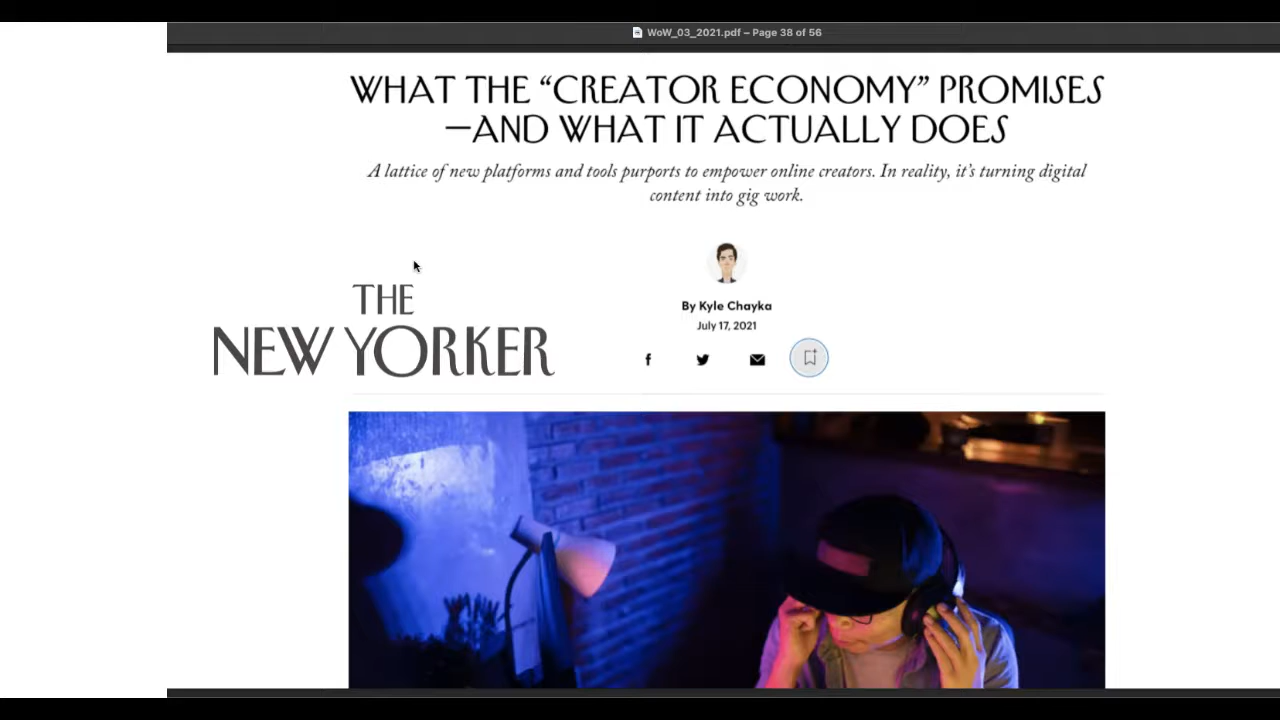 WoW_03_2021.pdf – Page 38 of 56
WHAT THE “CREATOR ECONOMY” PROMISES
—AND WHAT IT ACTUALLY DOES
A lattice of new platforms and tools purports to empower online creators. In reality, it’s turning digital
content into gig work.
By Kyle Chayka
July 17, 2021
THE
NEW YORKER